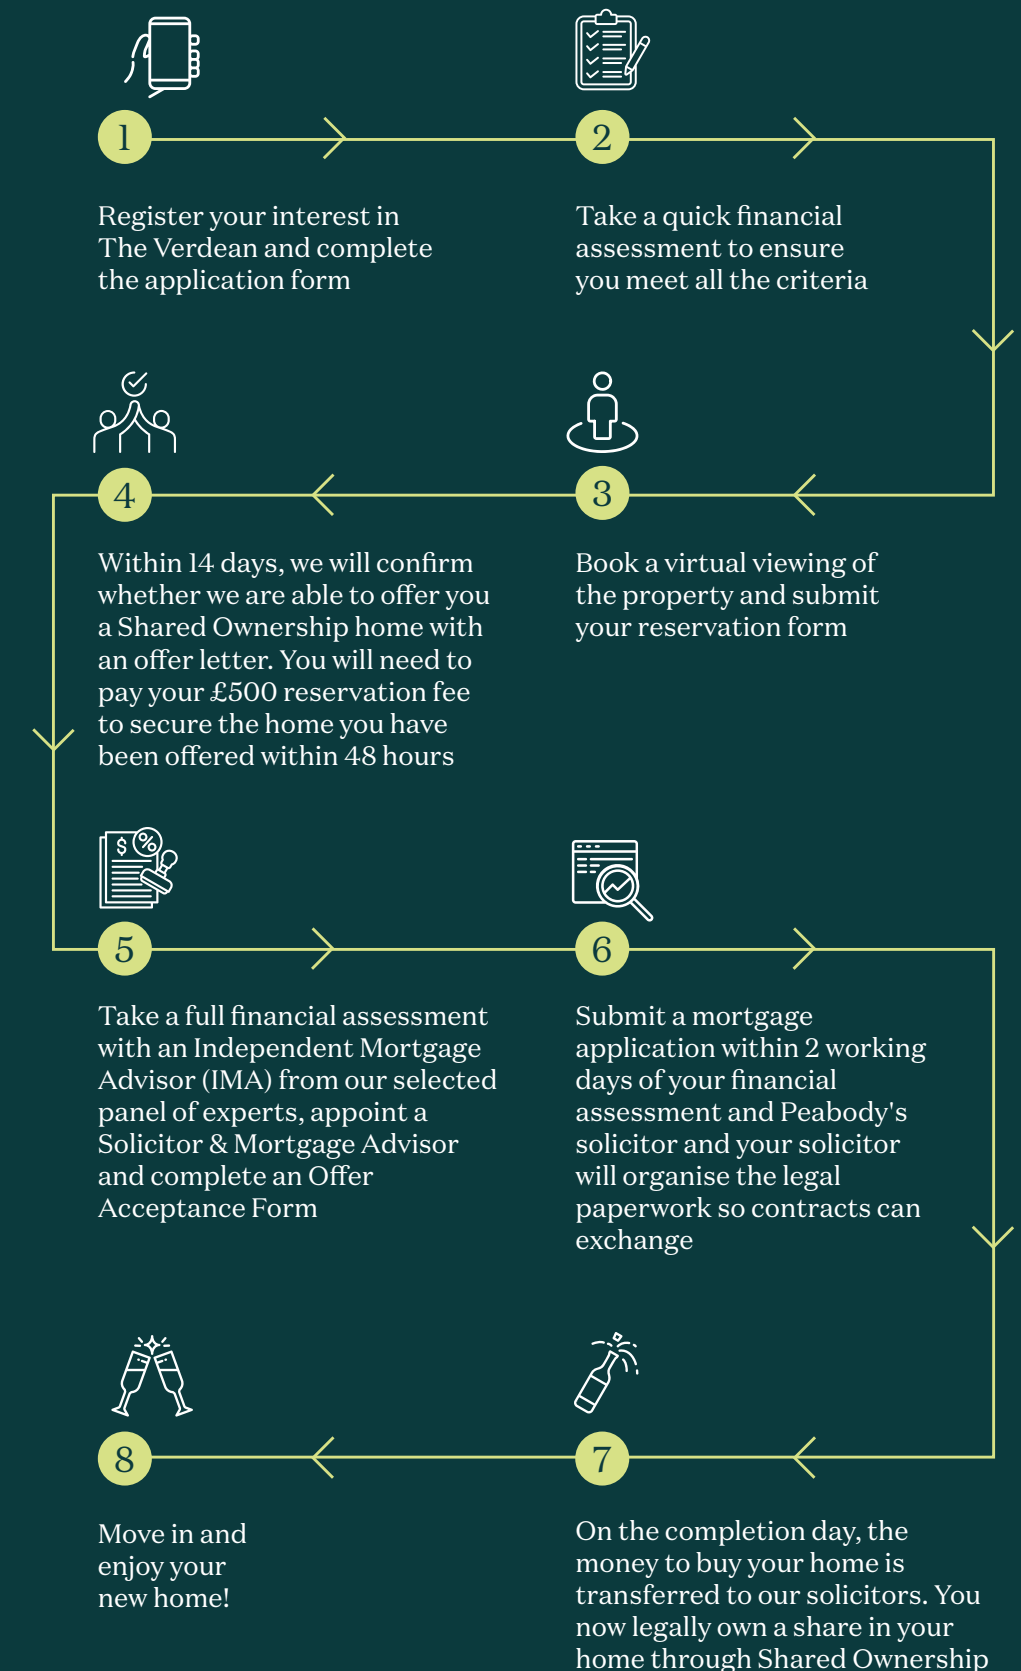 1
Register your interest in
The Verdean and complete
the application form
2
Take a quick financial
assessment to ensure
you meet all the criteria
3
Book a virtual viewing of
the property and submit
your reservation form
4
Within 14 days, we will confirm
whether we are able to offer you
a Shared Ownership home with
an offer letter. You will need to
pay your £500 reservation fee
to secure the home you have
been offered within 48 hours
$ %
5
Take a full financial assessment
with an Independent Mortgage
Advisor (IMA) from our selected
panel of experts, appoint a
Solicitor & Mortgage Advisor
and complete an Offer
Acceptance Form
6
Submit a mortgage
application within 2 working
days of your financial
assessment and Peabody's
solicitor and your solicitor
will organise the legal
paperwork so contracts can
exchange
7
On the completion day, the
money to buy your home is
transferred to our solicitors. You
now legally own a share in your
home through Shared Ownership
8
Move in and
enjoy your
new home!